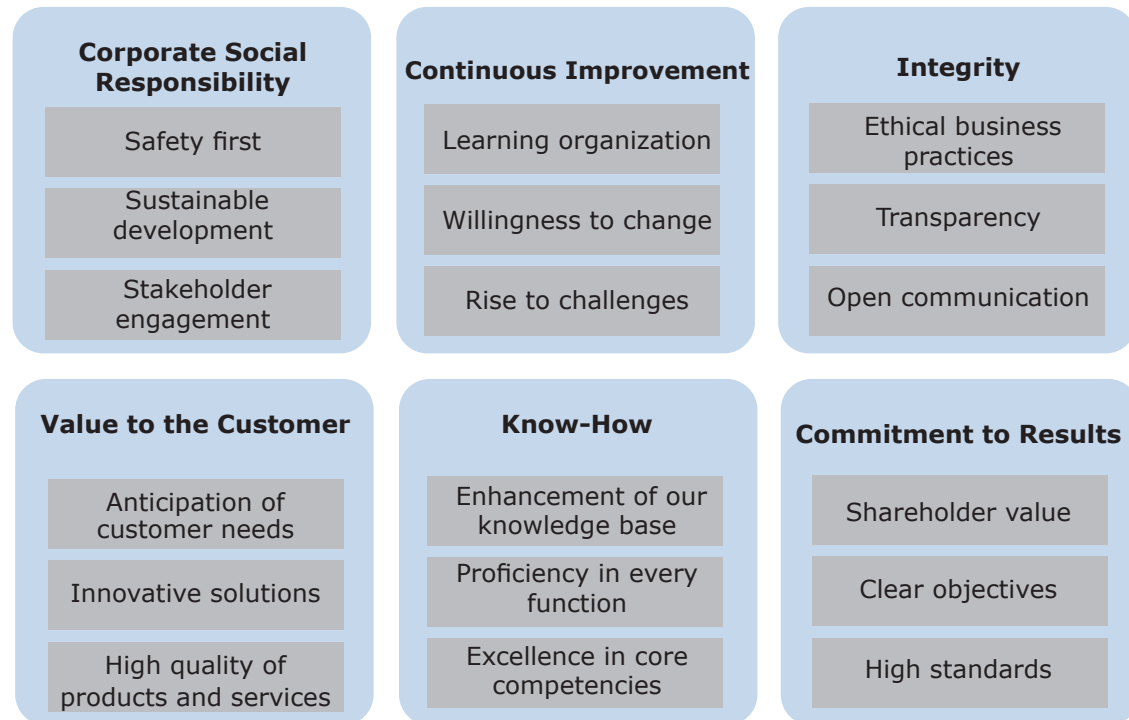 Corporate Social
Responsibility
Safety first
Sustainable
development
Stakeholder
engagement
Continuous Improvement
Learning organization
Willingness to change
Rise to challenges
Integrity
Ethical business
practices
Transparency
Open communication
Value to the Customer
Anticipation of
customer needs
Innovative solutions
High quality of
products and services
Know-How
Enhancement of our
knowledge base
Proficiency in every
function
Excellence in core
competencies
Commitment to Results
Shareholder value
Clear objectives
High standards